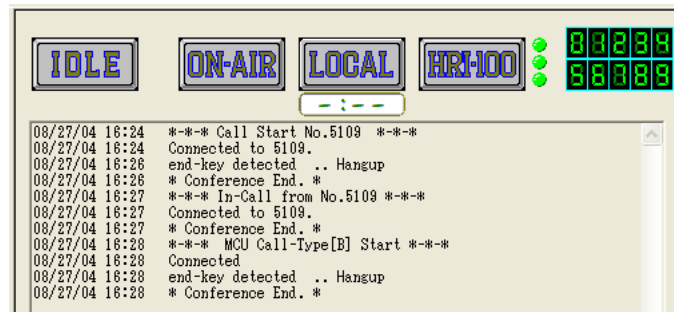 IDLE ON-AIR LOCAL HRI-100 01234
56789
-:--
08/27/04 16:24 *-*-* Call Start No.5109 *-*-*
08/27/04 16:24 Connected to 5109.
08/27/04 16:26 end-key detected .. Hangup
08/27/04 16:26 * Conference End. *
08/27/04 16:27 *-*-* In-Call from No.5109 *-*-*
08/27/04 16:27 Connected to 5109.
08/27/04 16:27 * Conference End. *
08/27/04 16:28 *-*-* MCU Call-Type[B] Start *-*-*
08/27/04 16:28 Connected
08/27/04 16:28 end-key detected .. Hangup
08/27/04 16:28 * Conference End. *